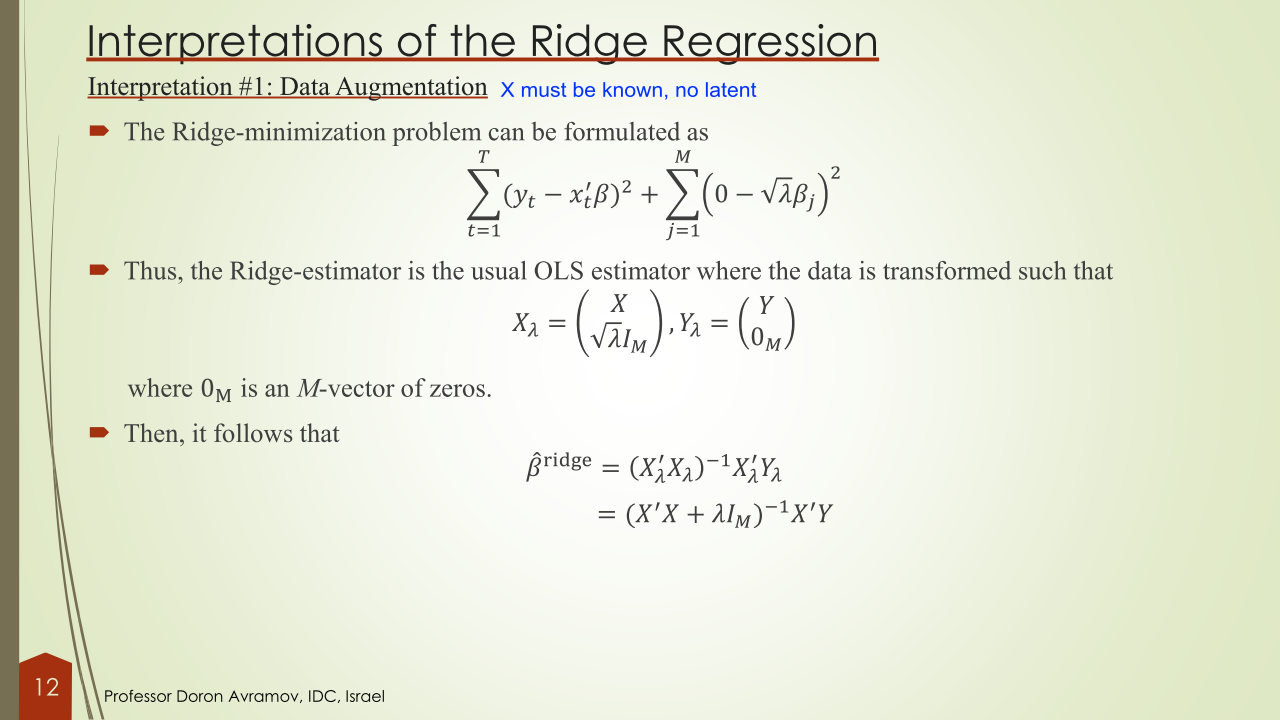 Interpretations of the Ridge Regression
Interpretation #1: Data Augmentation X must be known, no latent
The Ridge-minimization problem can be formulated as
$\sum_{t=1}^{T}(y_t - x_t'\beta)^2 + \sum_{j=1}^{M}\left(0 - \sqrt{\lambda}\beta_j\right)^2$
Thus, the Ridge-estimator is the usual OLS estimator where the data is transformed such that
$X_\lambda = \begin{pmatrix} X \\ \sqrt{\lambda}I_M \end{pmatrix}, Y_\lambda = \begin{pmatrix} Y \\ 0_M \end{pmatrix}$
where $0_{\mathrm{M}}$ is an M-vector of zeros.
Then, it follows that
$\hat{\beta}^{\mathrm{ridge}} = (X_\lambda' X_\lambda)^{-1} X_\lambda' Y_\lambda$
$= (X'X + \lambda I_M)^{-1} X'Y$
12
Professor Doron Avramov, IDC, Israel